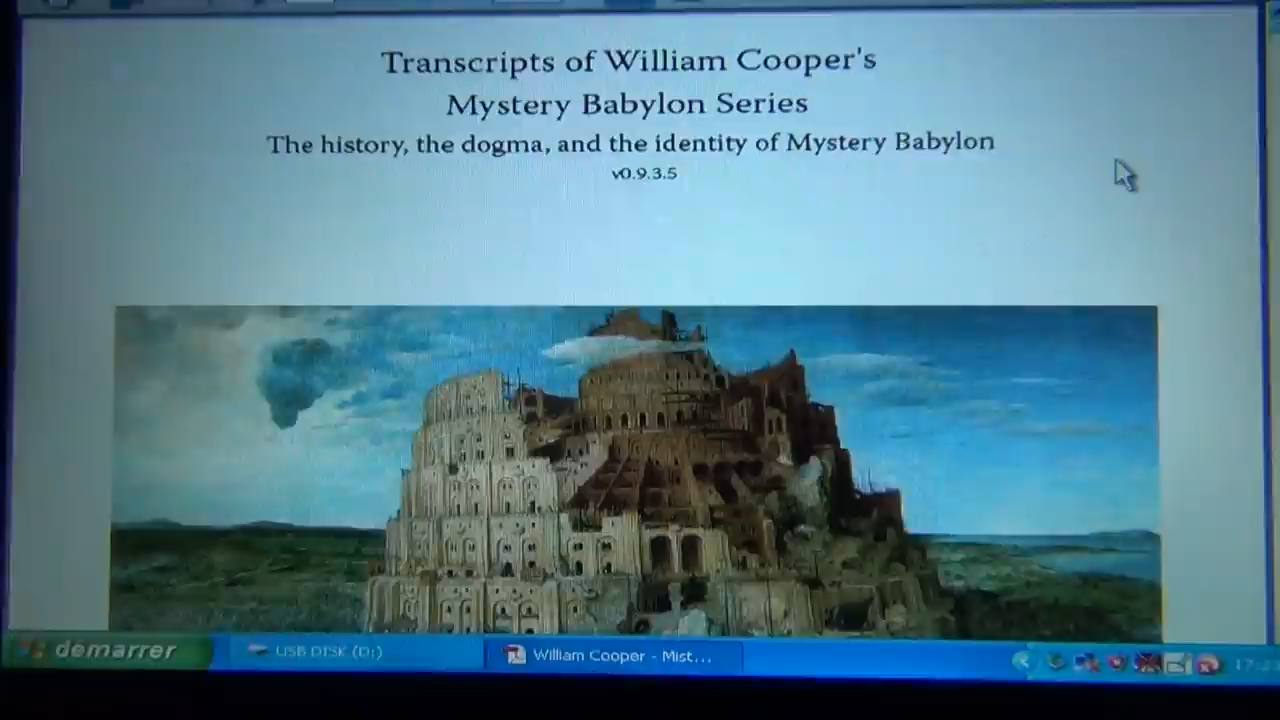 Transcripts of William Cooper's
Mystery Babylon Series
The history, the dogma, and the identity of Mystery Babylon
v0.9.3.5
démarrer
USB DISK (D:)
William Cooper - Mist...